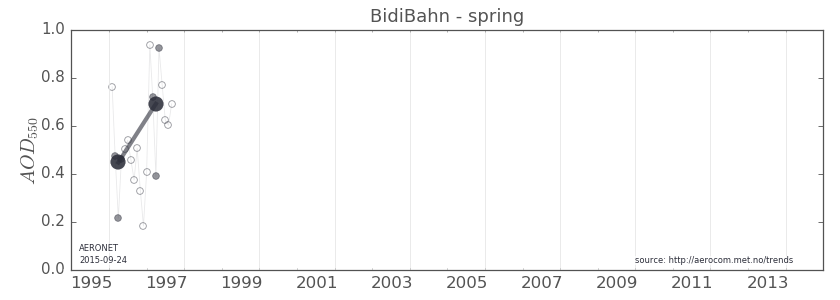 BidiBahn - spring
1.0
0.8
0.6
0.4
0.2
0.0
AOD550
AERONET
2015-09-24
source: http://aerocom.met.no/trends
1995 1997 1999 2001 2003 2005 2007 2009 2011 2013